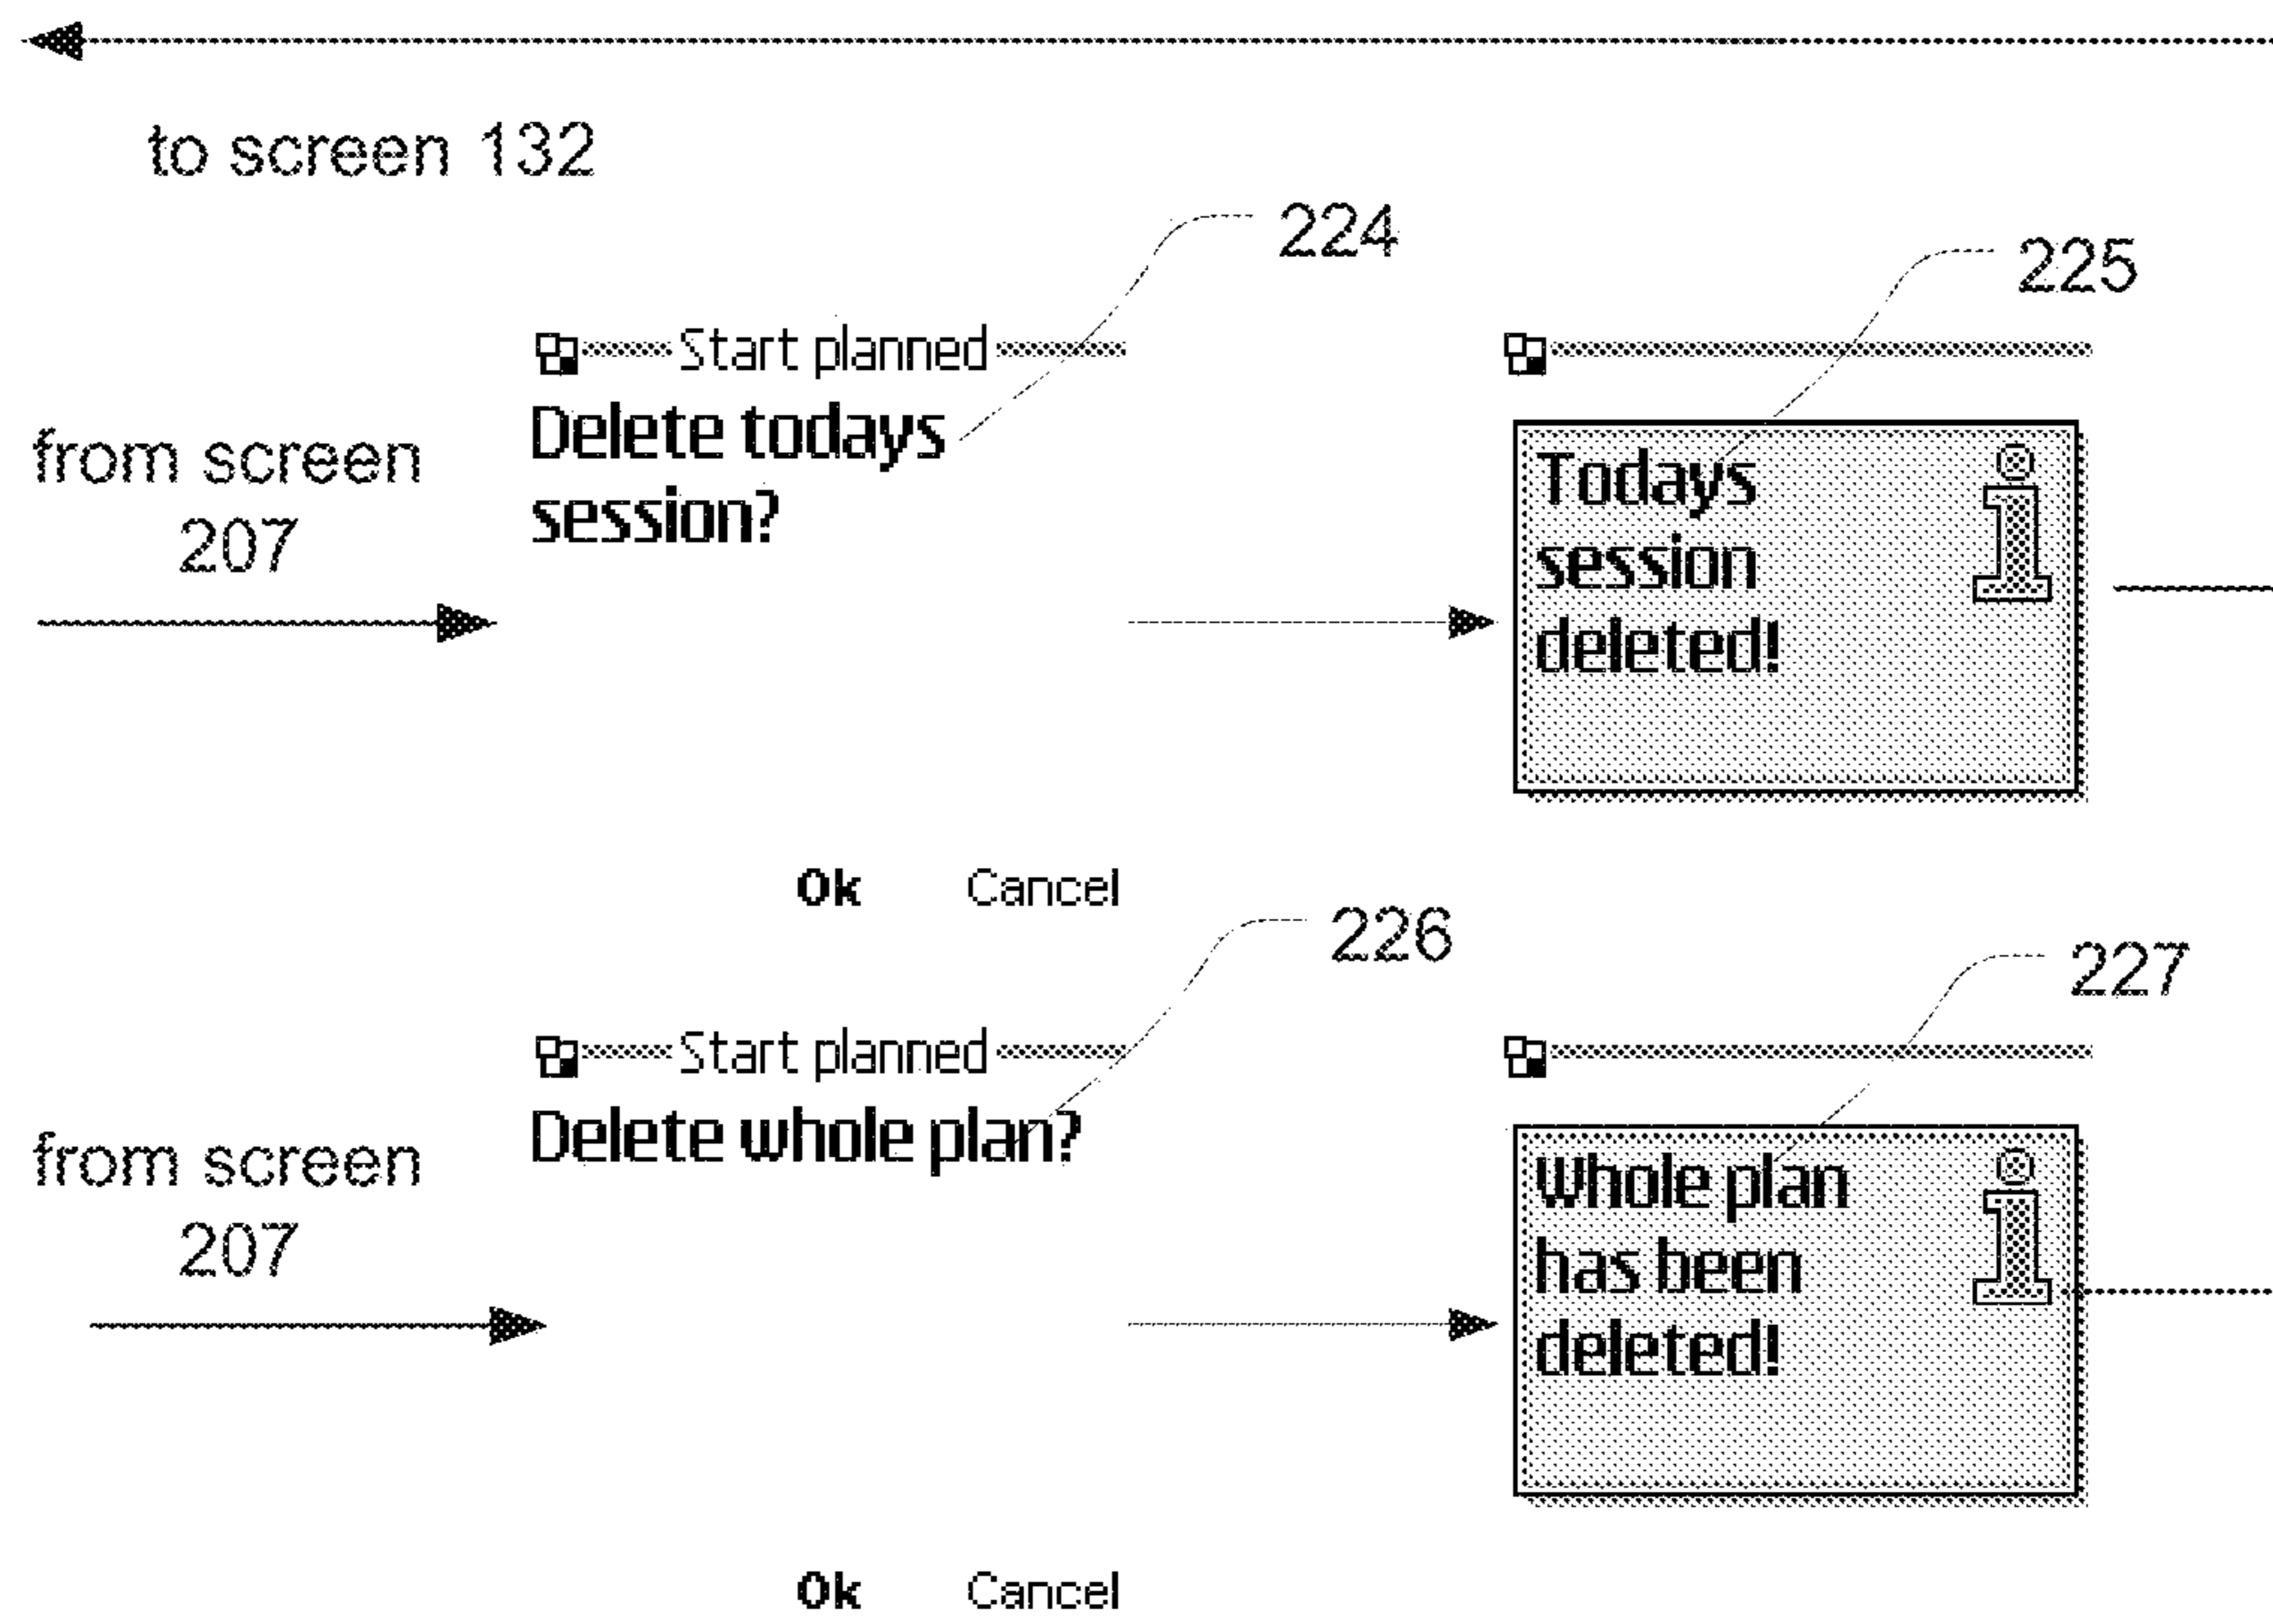 to screen 132
224
225
Start planned
Delete todays
session?
from screen
207
Todays
session
deleted!
Ok Cancel
226
227
Start planned
Delete whole plan?
from screen
207
Whole plan
has been
deleted!
Ok Cancel